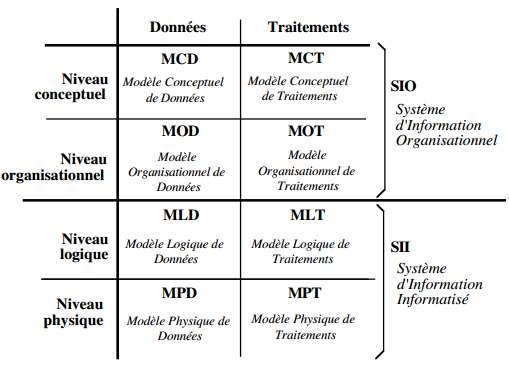 Données Traitements
Niveau
conceptuel
MCD
Modèle Conceptuel
de Données
MCT
Modèle Conceptuel
de Traitements
SIO
Système
d'Information
Organisationnel
Niveau
organisationnel
MOD
Modèle
Organisationnel de
Données
MOT
Modèle
Organisationnel de
Traitements
Niveau
logique
MLD
Modèle Logique de
Données
MLT
Modèle Logique de
Traitements
SII
Système
d'Information
Informatisé
Niveau
physique
MPD
Modèle Physique de
Données
MPT
Modèle Physique de
Traitements